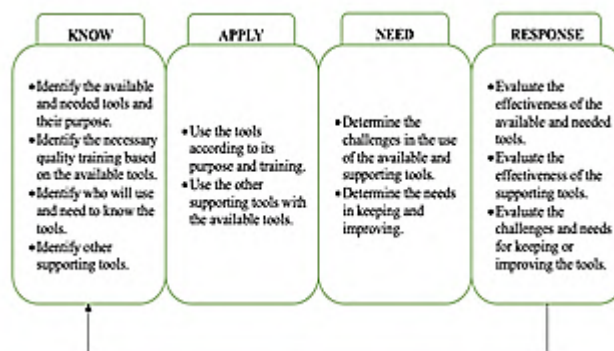 KNOW
•Identify the available
and needed tools and
their purpose.
•Identify the necessary
quality training based
on the available tools.
•Identify who will use
and need to know the
tools.
•Identify other
supporting tools.
APPLY
•Use the tools
according to its
purpose and training.
•Use the other
supporting tools with
the available tools.
NEED
•Determine the
challenges in the use
of the available and
supporting tools.
•Determine the needs
in keeping and
improving.
RESPONSE
•Evaluate the
effectiveness of the
available and needed
tools.
•Evaluate the
effectiveness of the
supporting tools.
•Evaluate the
challenges and needs
for keeping or
improving the tools.